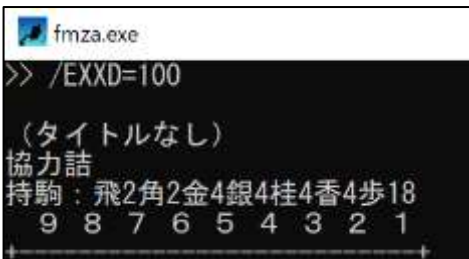 fmza.exe
>> /EXXD=100
（タイトルなし）
協力詰
持駒：飛2角2金4銀4桂4香4歩18
９ ８ ７ ６ ５ ４ ３ ２ １
+---------------------------+